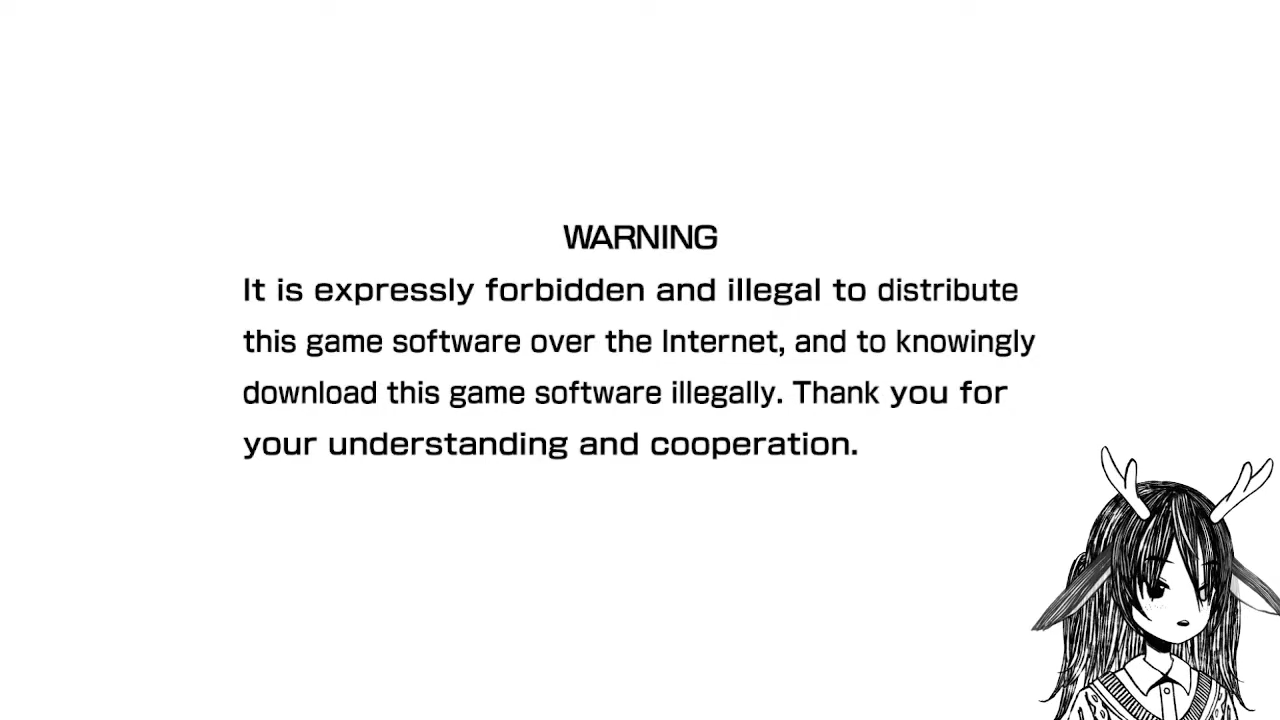 WARNING
It is expressly forbidden and illegal to distribute
this game software over the Internet, and to knowingly
download this game software illegally. Thank you for
your understanding and cooperation.